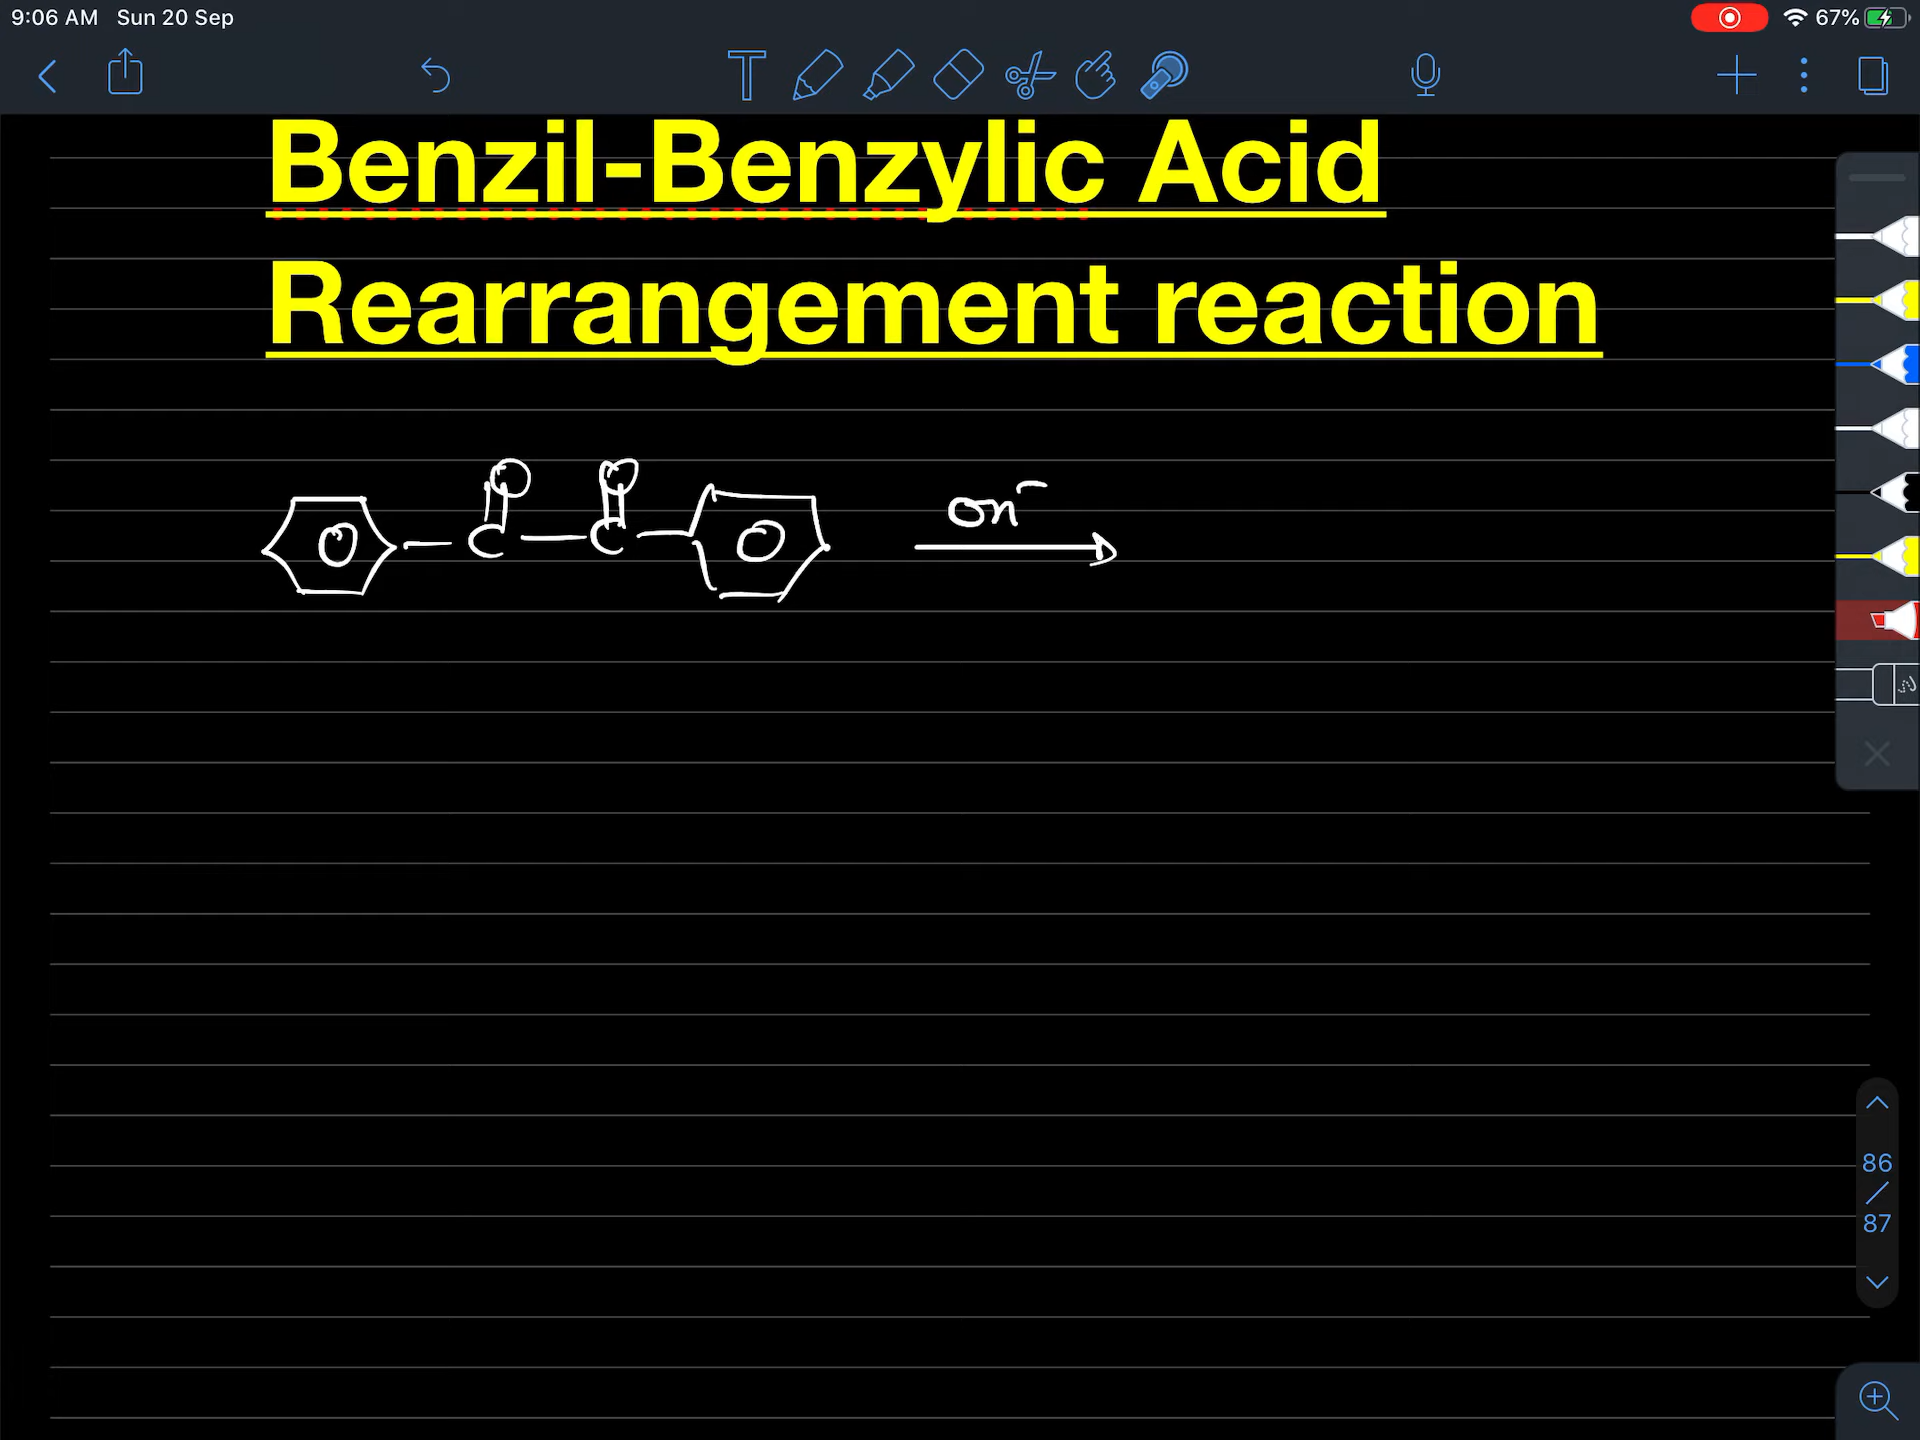 9:06 AM Sun 20 Sep
67%
Benzil-Benzylic Acid
Rearrangement reaction
O O
C C OH⁻
86
/
87